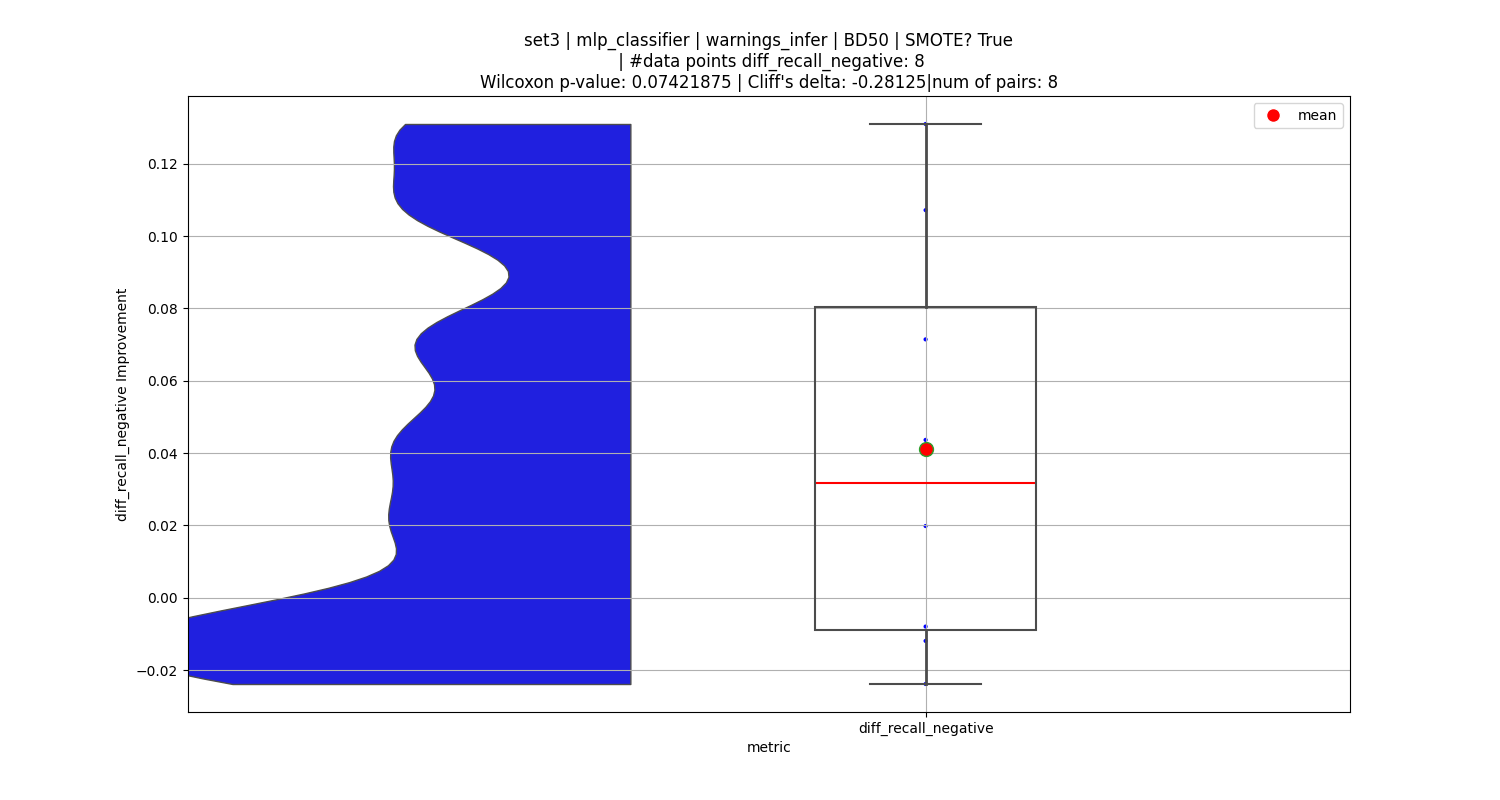 set3 | mlp_classifier | warnings_infer | BD50 | SMOTE? True
| #data points diff_recall_negative: 8
Wilcoxon p-value: 0.07421875 | Cliff's delta: -0.28125|num of pairs: 8
mean
0.12
0.10
0.08
0.06
0.04
0.02
0.00
−0.02
diff_recall_negative Improvement
diff_recall_negative
metric